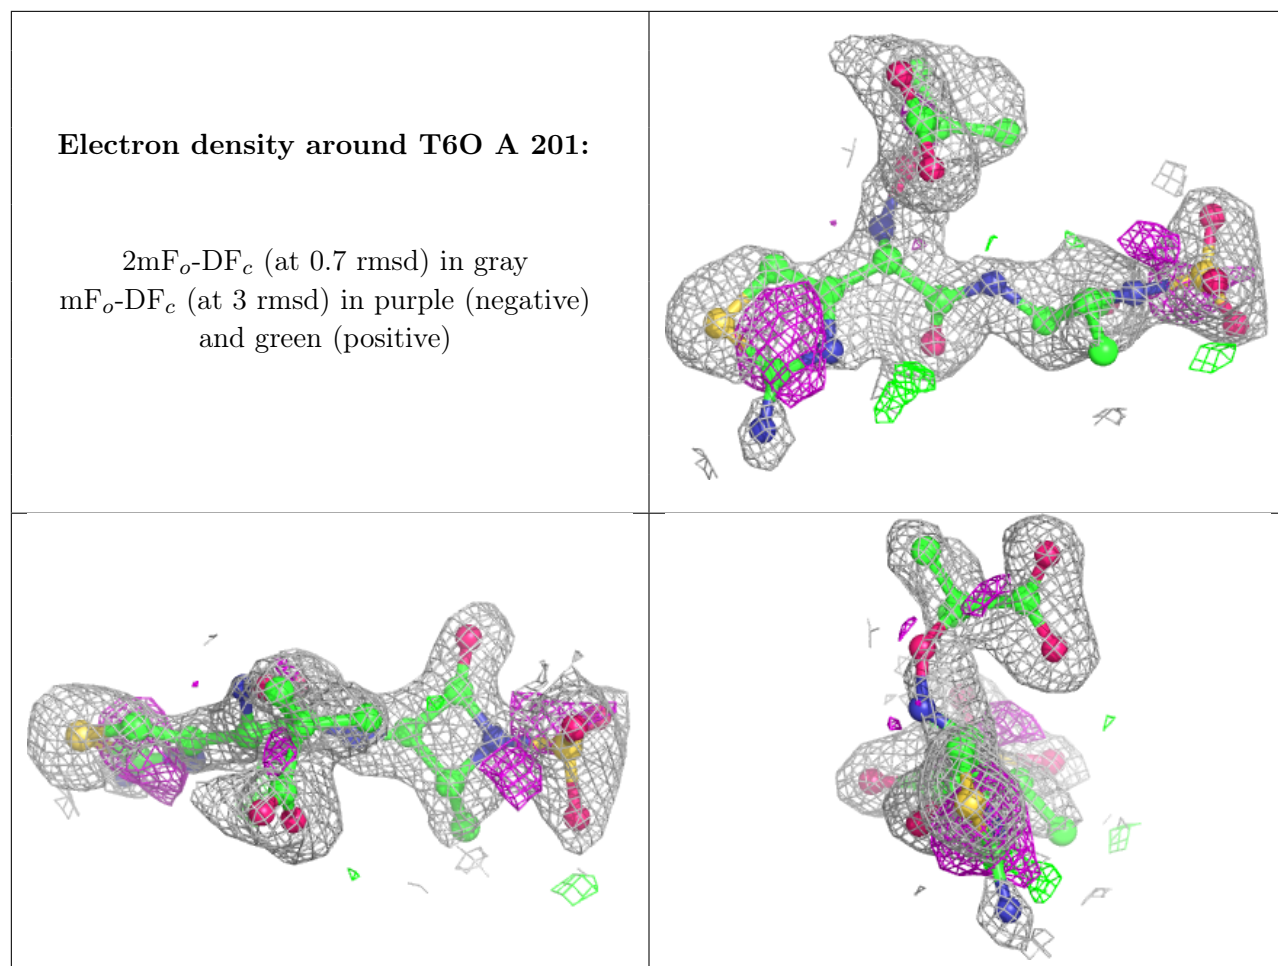 Electron density around T6O A 201:
2mFo-DFc (at 0.7 rmsd) in gray
mFo-DFc (at 3 rmsd) in purple (negative)
and green (positive)